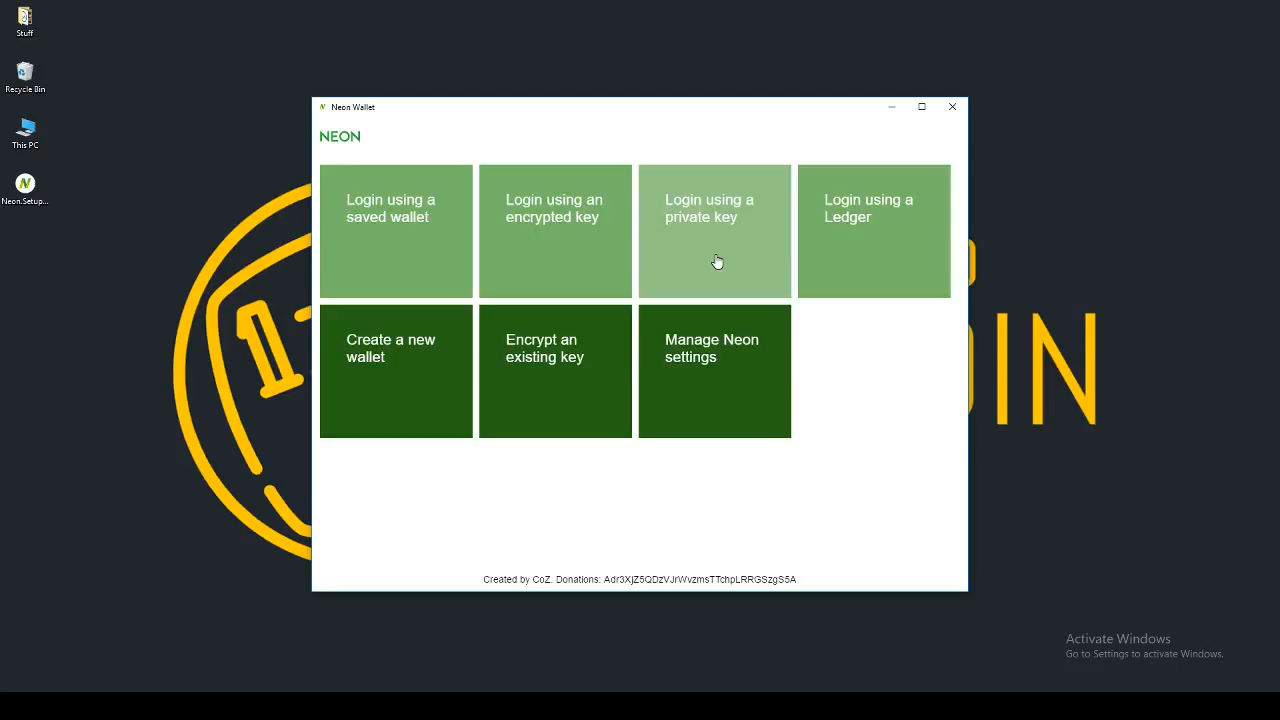 Stuff
Recycle Bin
This PC
Neon.Setup...
Neon Wallet
NEON
Login using a
saved wallet
Login using an
encrypted key
Login using a
private key
Login using a
Ledger
Create a new
wallet
Encrypt an
existing key
Manage Neon
settings
Created by CoZ. Donations: Adr3XjZ5QDzVJrWvzmsTTchpLRRGSzgS5A
IN
Activate Windows
Go to Settings to activate Windows.